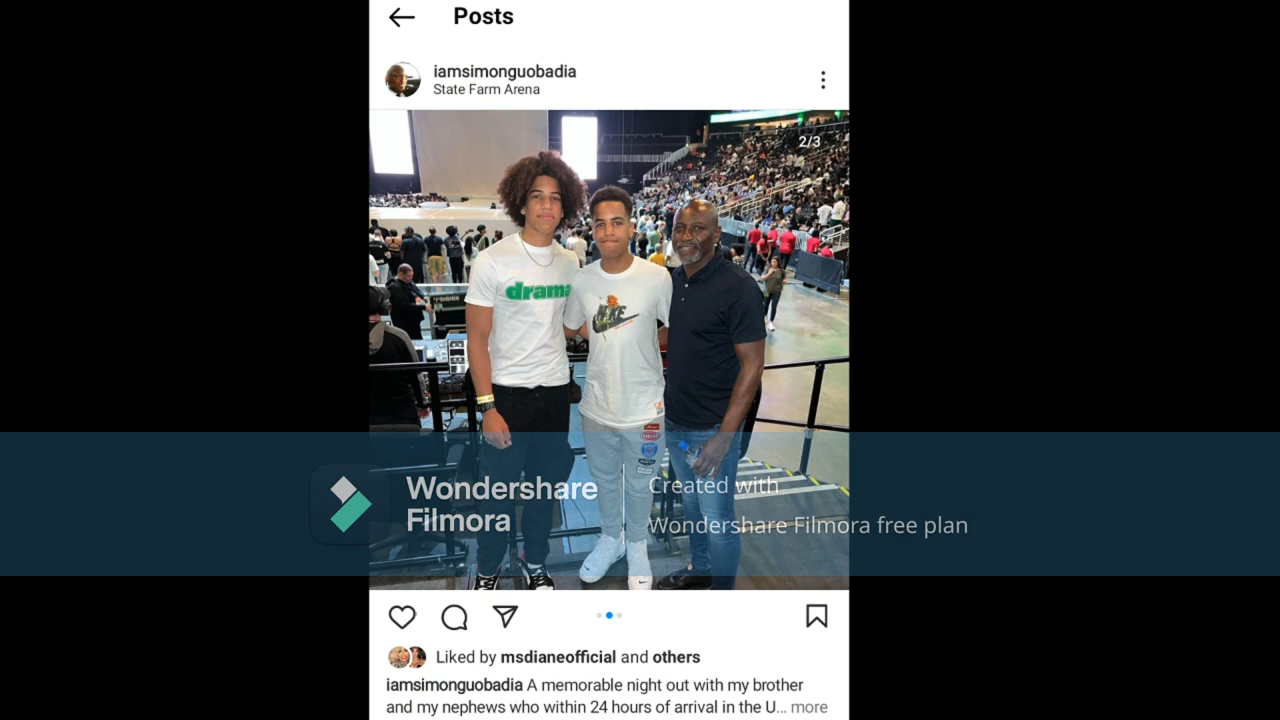 Posts
iamsimonguobadia
State Farm Arena
2/3
drama
Wondershare
Filmora
Created with
Wondershare Filmora free plan
Liked by msdianeofficial and others
iamsimonguobadia A memorable night out with my brother
and my nephews who within 24 hours of arrival in the U... more